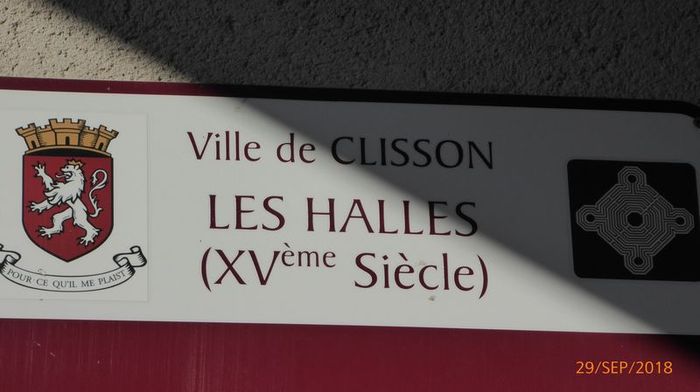 Ville de CLISSON
LES HALLES
(XVème Siècle)
POUR CE QU'IL ME PLAIST
29/SEP/2018